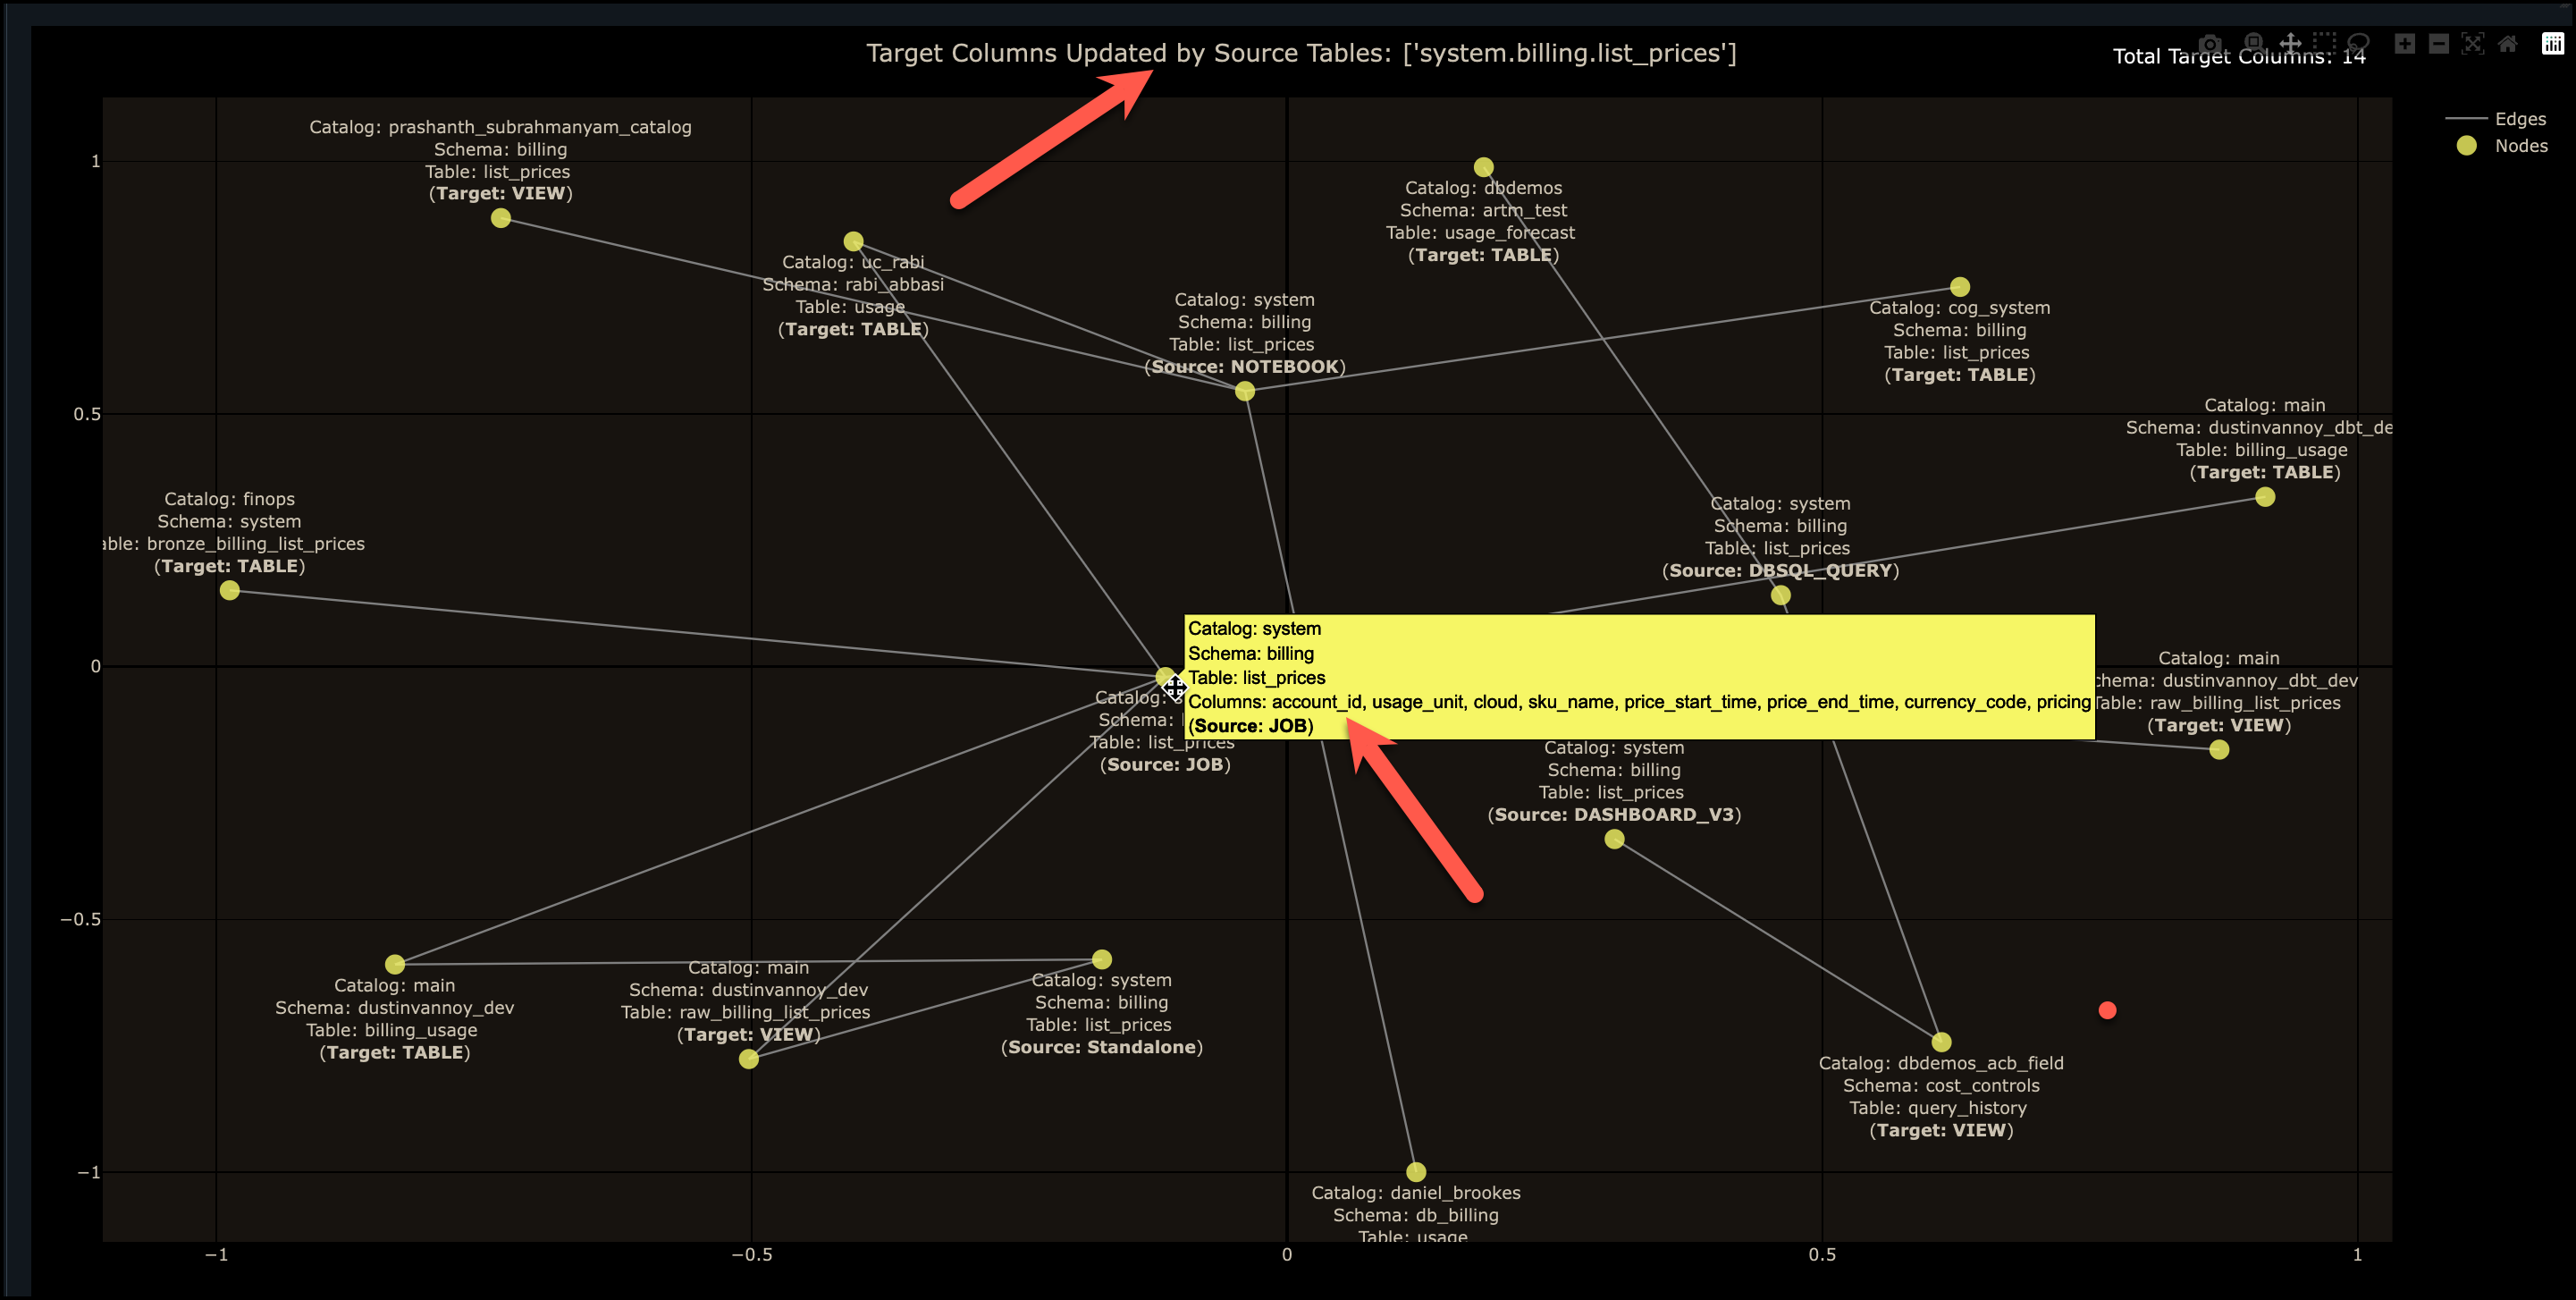 Target Columns Updated by Source Tables: ['system.billing.list_prices']
Total Target Columns: 14
Edges
Nodes
Catalog: prashanth_subrahmanyam_catalog
Schema: billing
Table: list_prices
(Target: VIEW)
Catalog: uc_rabi
Schema: rabi_abbasi
Table: usage
(Target: TABLE)
Catalog: dbdemos
Schema: artm_test
Table: usage_forecast
(Target: TABLE)
Catalog: system
Schema: billing
Table: list_prices
(Source: NOTEBOOK)
Catalog: cog_system
Schema: billing
Table: list_prices
(Target: TABLE)
Catalog: main
Schema: dustinvannoy_dbt_de
Table: billing_usage
(Target: TABLE)
Catalog: finops
Schema: system
able: bronze_billing_list_prices
(Target: TABLE)
Catalog: system
Schema: billing
Table: list_prices
(Source: DBSQL_QUERY)
Catalog: system
Schema: billing
Table: list_prices
Columns: account_id, usage_unit, cloud, sku_name, price_start_time, price_end_time, currency_code, pricing
(Source: JOB)
Catalog:
Schema:
Table: list_prices
(Source: JOB)
Catalog: main
chema: dustinvannoy_dbt_dev
Table: raw_billing_list_prices
(Target: VIEW)
Catalog: system
Schema: billing
Table: list_prices
(Source: DASHBOARD_V3)
Catalog: main
Schema: dustinvannoy_dev
Table: billing_usage
(Target: TABLE)
Catalog: main
Schema: dustinvannoy_dev
Table: raw_billing_list_prices
(Target: VIEW)
Catalog: system
Schema: billing
Table: list_prices
(Source: Standalone)
Catalog: dbdemos_acb_field
Schema: cost_controls
Table: query_history
(Target: VIEW)
Catalog: daniel_brookes
Schema: db_billing
Table: usage
1
0.5
0
−0.5
−1
−1
−0.5
0
0.5
1